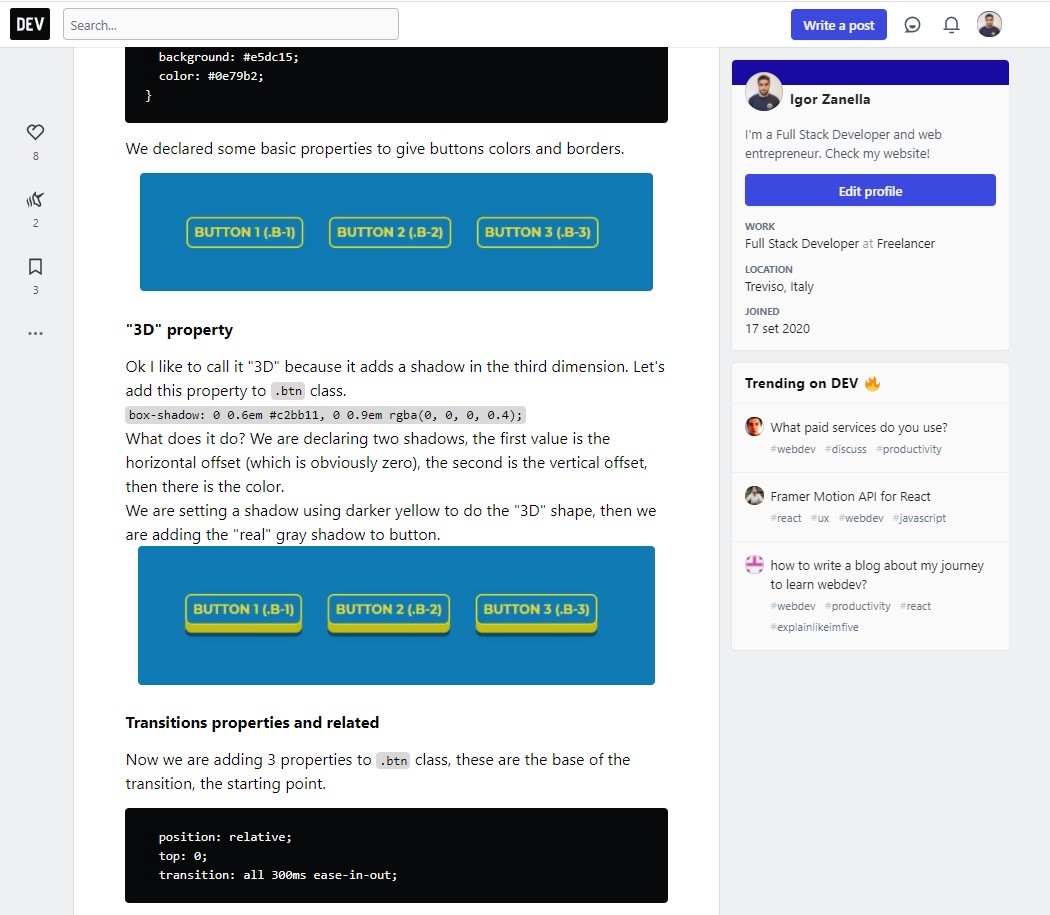 DEV
Search...
Write a post
background: #e5dc15;
color: #0e79b2;
}
8
2
3
We declared some basic properties to give buttons colors and borders.
BUTTON 1 (.B-1)
BUTTON 2 (.B-2)
BUTTON 3 (.B-3)
"3D" property
Ok I like to call it "3D" because it adds a shadow in the third dimension. Let's
add this property to .btn class.
box-shadow: 0 0.6em #c2bb11, 0 0.9em rgba(0, 0, 0, 0.4);
What does it do? We are declaring two shadows, the first value is the
horizontal offset (which is obviously zero), the second is the vertical offset,
then there is the color.
We are setting a shadow using darker yellow to do the "3D" shape, then we
are adding the "real" gray shadow to button.
BUTTON 1 (.B-1)
BUTTON 2 (.B-2)
BUTTON 3 (.B-3)
Transitions properties and related
Now we are adding 3 properties to .btn class, these are the base of the
transition, the starting point.
position: relative;
top: 0;
transition: all 300ms ease-in-out;
Igor Zanella
I'm a Full Stack Developer and web
entrepreneur. Check my website!
Edit profile
WORK
Full Stack Developer at Freelancer
LOCATION
Treviso, Italy
JOINED
17 set 2020
Trending on DEV 🔥
What paid services do you use?
#webdev #discuss #productivity
Framer Motion API for React
#react #ux #webdev #javascript
how to write a blog about my journey
to learn webdev?
#webdev #productivity #react
#explainlikeimfive